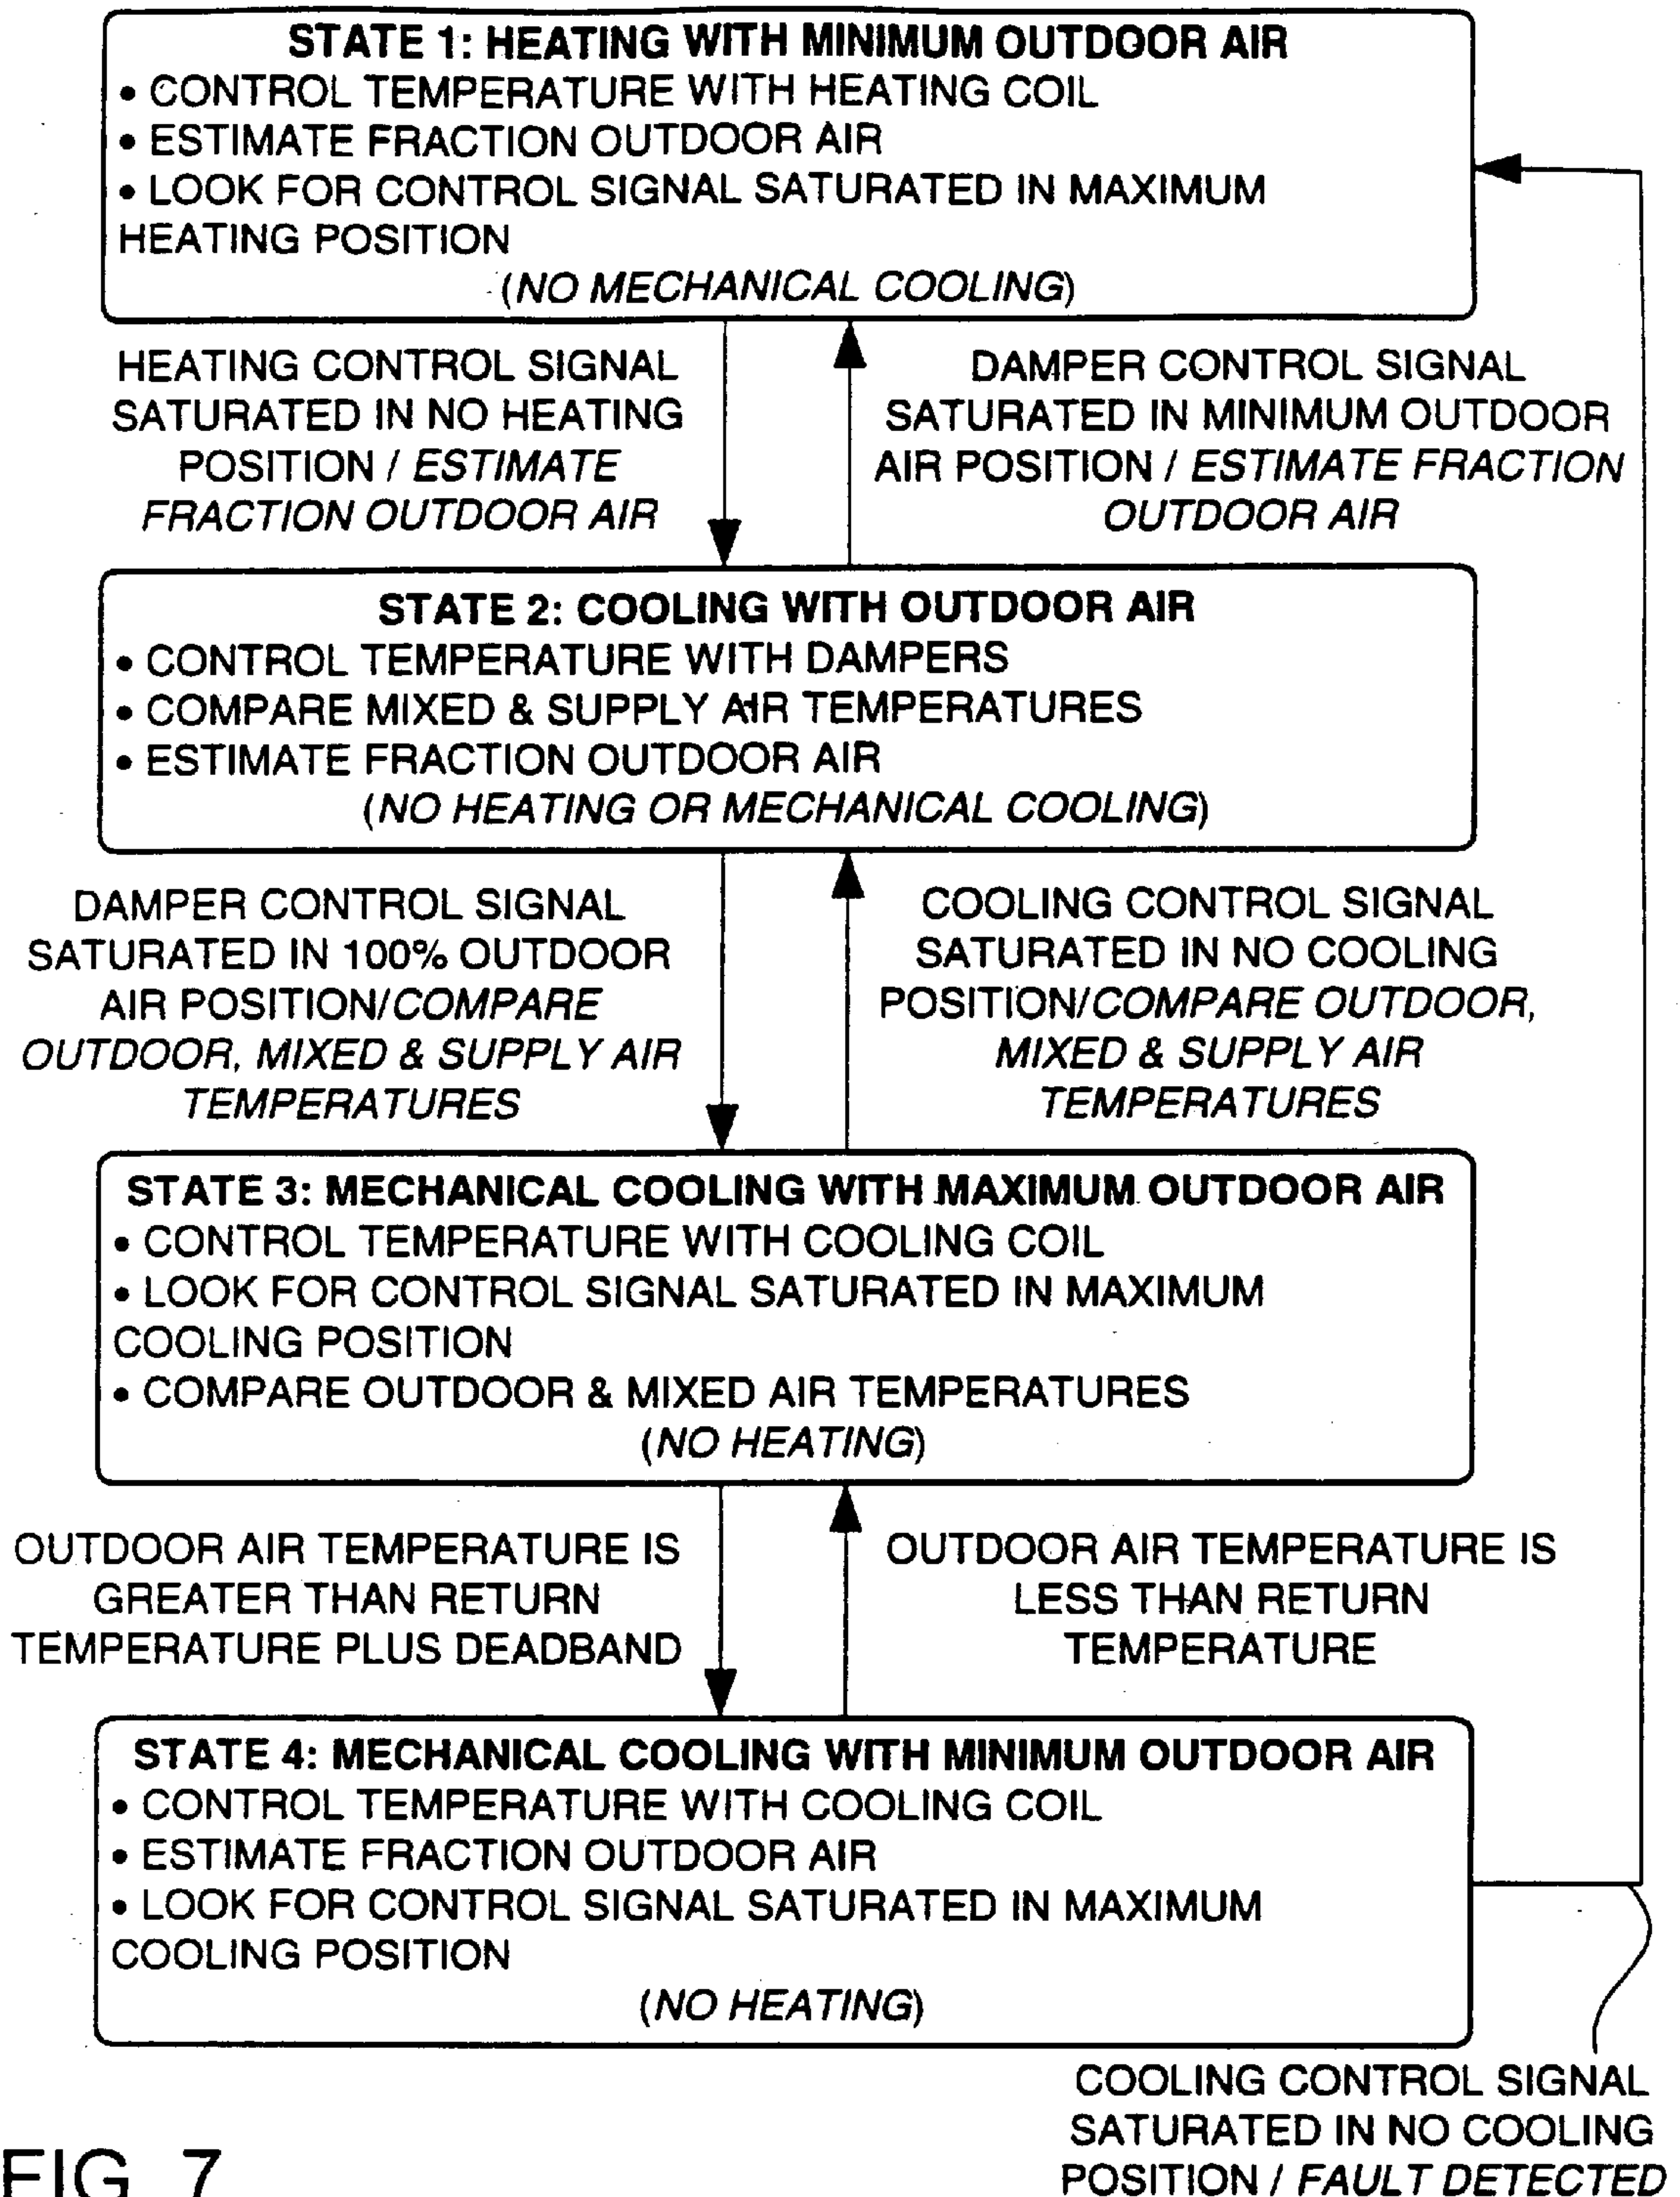 STATE 1: HEATING WITH MINIMUM OUTDOOR AIR
• CONTROL TEMPERATURE WITH HEATING COIL
• ESTIMATE FRACTION OUTDOOR AIR
• LOOK FOR CONTROL SIGNAL SATURATED IN MAXIMUM
HEATING POSITION
(NO MECHANICAL COOLING)
HEATING CONTROL SIGNAL
SATURATED IN NO HEATING
POSITION / ESTIMATE
FRACTION OUTDOOR AIR
DAMPER CONTROL SIGNAL
SATURATED IN MINIMUM OUTDOOR
AIR POSITION / ESTIMATE FRACTION
OUTDOOR AIR
STATE 2: COOLING WITH OUTDOOR AIR
• CONTROL TEMPERATURE WITH DAMPERS
• COMPARE MIXED & SUPPLY AIR TEMPERATURES
• ESTIMATE FRACTION OUTDOOR AIR
(NO HEATING OR MECHANICAL COOLING)
DAMPER CONTROL SIGNAL
SATURATED IN 100% OUTDOOR
AIR POSITION/COMPARE
OUTDOOR, MIXED & SUPPLY AIR
TEMPERATURES
COOLING CONTROL SIGNAL
SATURATED IN NO COOLING
POSITION/COMPARE OUTDOOR,
MIXED & SUPPLY AIR
TEMPERATURES
STATE 3: MECHANICAL COOLING WITH MAXIMUM OUTDOOR AIR
• CONTROL TEMPERATURE WITH COOLING COIL
• LOOK FOR CONTROL SIGNAL SATURATED IN MAXIMUM
COOLING POSITION
• COMPARE OUTDOOR & MIXED AIR TEMPERATURES
(NO HEATING)
OUTDOOR AIR TEMPERATURE IS
GREATER THAN RETURN
TEMPERATURE PLUS DEADBAND
OUTDOOR AIR TEMPERATURE IS
LESS THAN RETURN
TEMPERATURE
STATE 4: MECHANICAL COOLING WITH MINIMUM OUTDOOR AIR
• CONTROL TEMPERATURE WITH COOLING COIL
• ESTIMATE FRACTION OUTDOOR AIR
• LOOK FOR CONTROL SIGNAL SATURATED IN MAXIMUM
COOLING POSITION
(NO HEATING)
COOLING CONTROL SIGNAL
SATURATED IN NO COOLING
POSITION / FAULT DETECTED
FIG 7